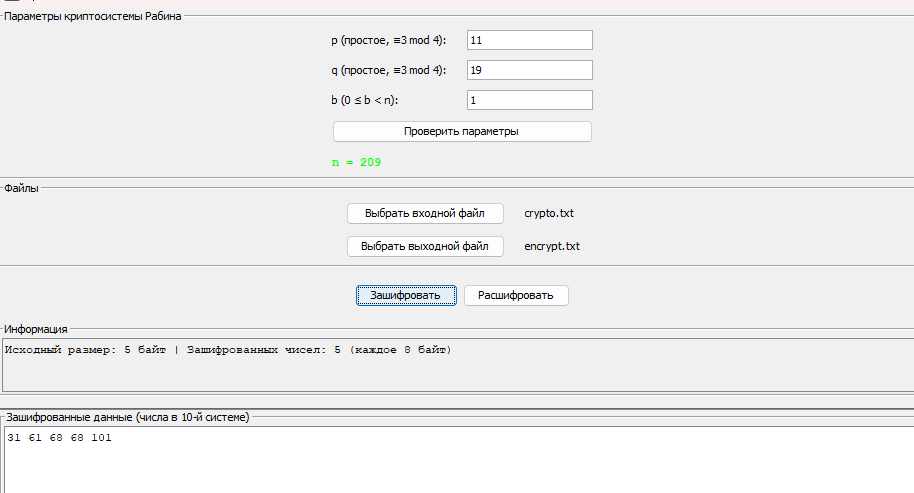 Параметры криптосистемы Рабина
p (простое, ≡3 mod 4): 11
q (простое, ≡3 mod 4): 19
b (0 ≤ b < n): 1
Проверить параметры
n = 209
Файлы
Выбрать входной файл crypto.txt
Выбрать выходной файл encrypt.txt
Зашифровать Расшифровать
Информация
Исходный размер: 5 байт | Зашифрованных чисел: 5 (каждое 8 байт)
Зашифрованные данные (числа в 10-й системе)
31 61 68 68 101